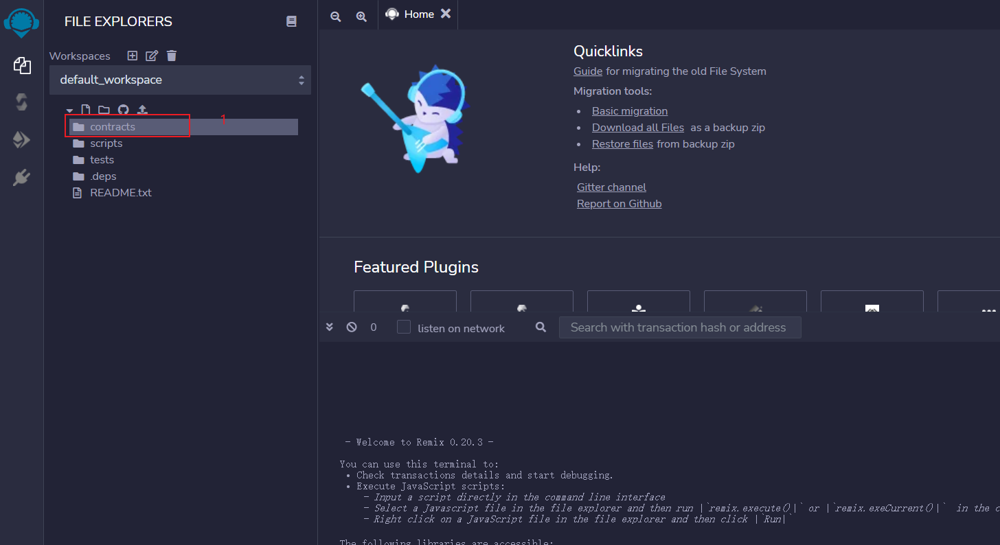 FILE EXPLORERS
Workspaces
default_workspace
contracts
1
scripts
tests
.deps
README.txt
Home
Quicklinks
Guide for migrating the old File System
Migration tools:
• Basic migration
• Download all Files as a backup zip
• Restore files from backup zip
Help:
Gitter channel
Report on Github
Featured Plugins
0
listen on network
Search with transaction hash or address
- Welcome to Remix 0.20.3 -
You can use this terminal to:
• Check transactions details and start debugging.
• Execute JavaScript scripts:
- Input a script directly in the command line interface
- Select a Javascript file in the file explorer and then run |`remix.execute()|` or |`remix.exeCurrent()|` in the c
- Right click on a JavaScript file in the file explorer and then click |`Run|`
The following libraries are accessible: